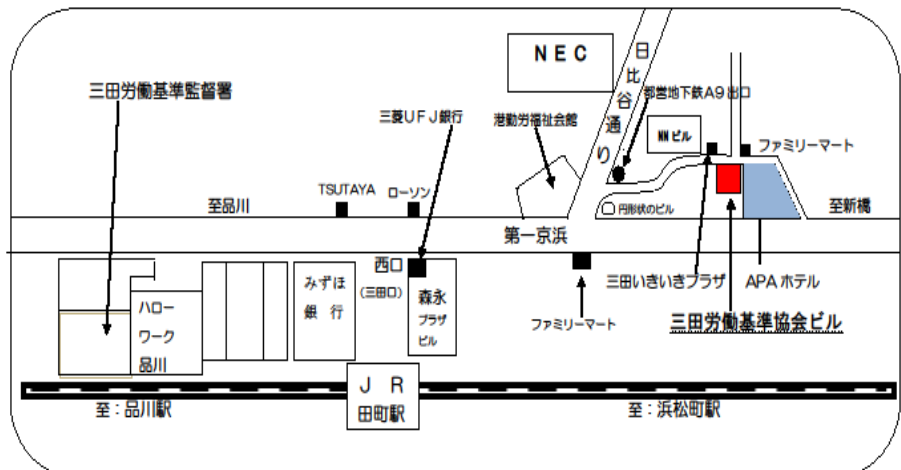 ＮＥＣ
日比谷通り
三田労働基準監督署
都営地下鉄Ａ９出口
三菱ＵＦＪ銀行
港勤労福祉会館
NNビル
ファミリーマート
TSUTAYA
ローソン
至品川
円形状のビル
至新橋
第一京浜
西口
（三田口）
みずほ
銀行
森永
プラザ
ビル
三田いきいきプラザ
APAホテル
ハロー
ワーク
品川
ファミリーマート
三田労働基準協会ビル
ＪＲ
田町駅
至：品川駅
至：浜松町駅